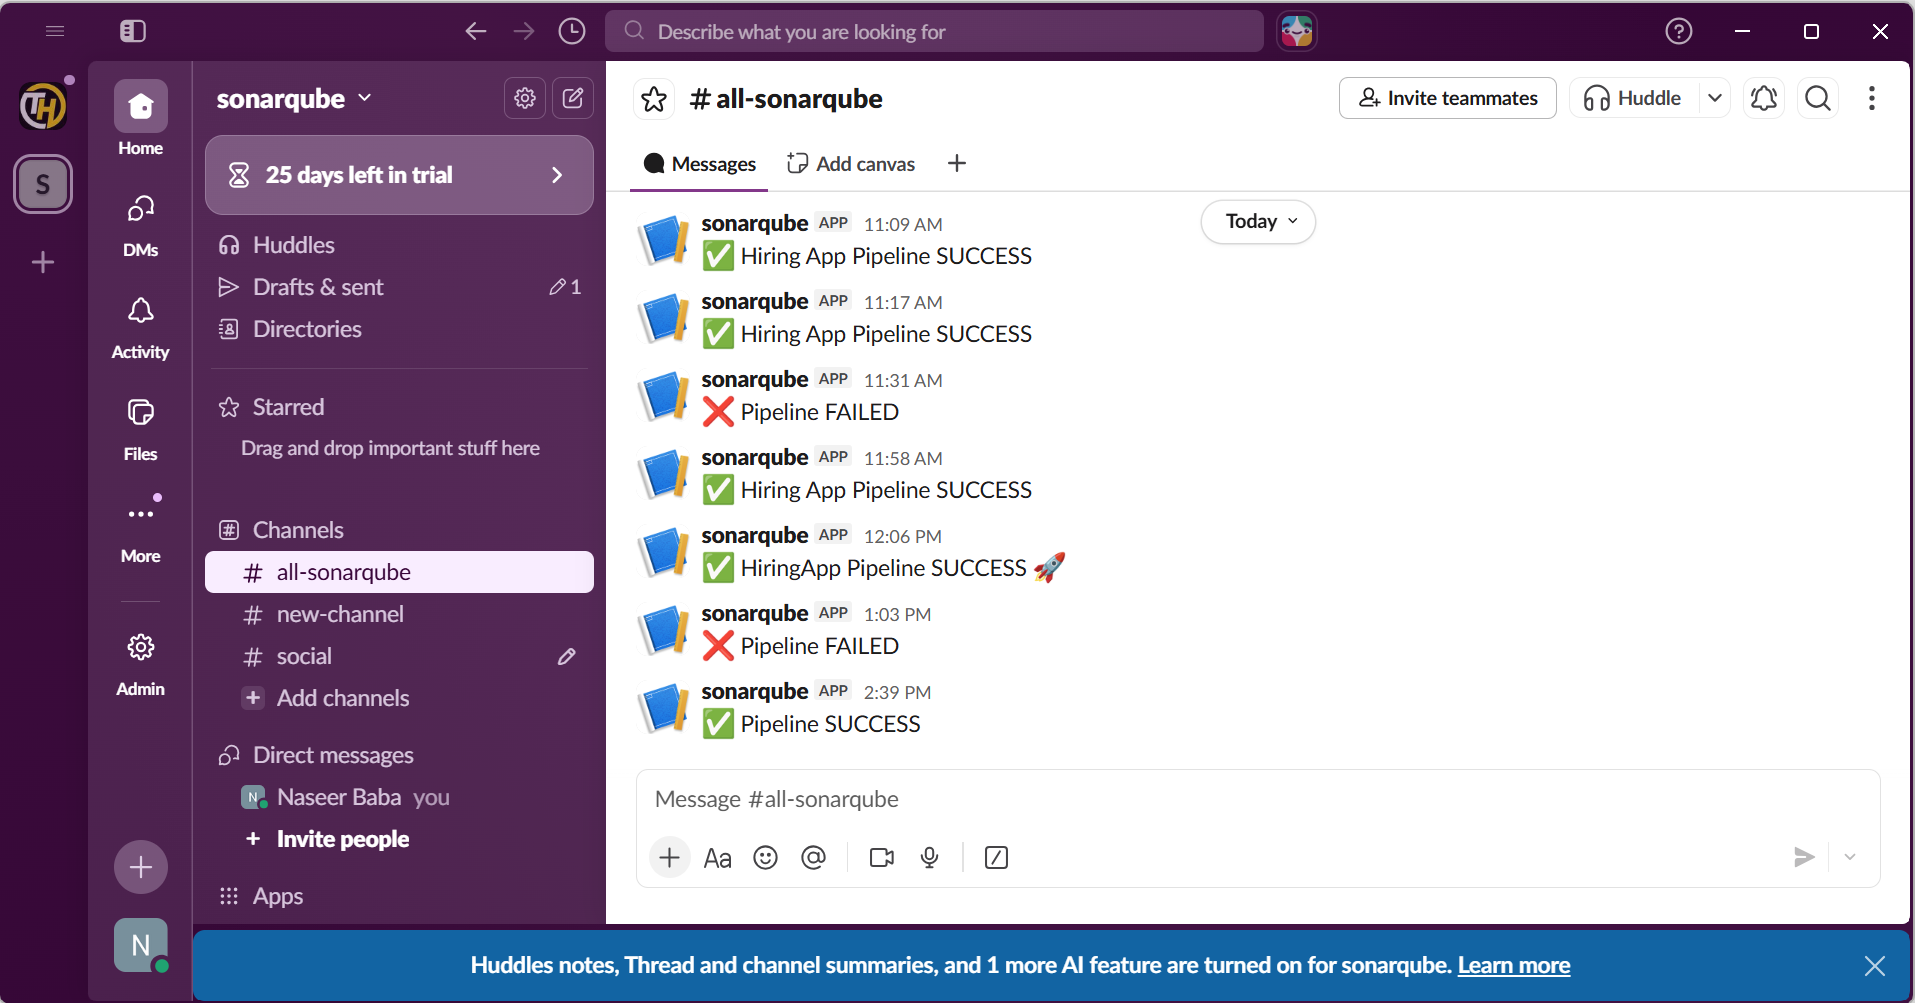 Describe what you are looking for
TH
S
Home
DMs
Activity
Files
More
Admin
N
sonarqube
25 days left in trial
Huddles
Drafts & sent 1
Directories
Starred
Drag and drop important stuff here
Channels
# all-sonarqube
# new-channel
# social
+ Add channels
Direct messages
N Naseer Baba you
+ Invite people
Apps
# all-sonarqube
Invite teammates
Huddle
Messages
Add canvas
Today
sonarqube APP 11:09 AM
✅ Hiring App Pipeline SUCCESS
sonarqube APP 11:17 AM
✅ Hiring App Pipeline SUCCESS
sonarqube APP 11:31 AM
❌ Pipeline FAILED
sonarqube APP 11:58 AM
✅ Hiring App Pipeline SUCCESS
sonarqube APP 12:06 PM
✅ HiringApp Pipeline SUCCESS 🚀
sonarqube APP 1:03 PM
❌ Pipeline FAILED
sonarqube APP 2:39 PM
✅ Pipeline SUCCESS
Message #all-sonarqube
Aa
Huddles notes, Thread and channel summaries, and 1 more AI feature are turned on for sonarqube. Learn more